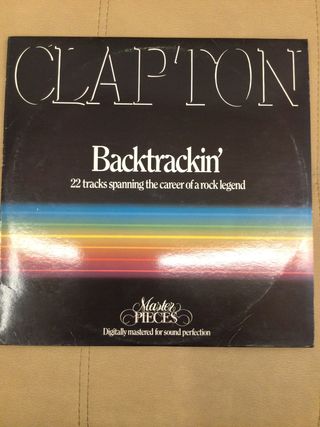 CLAPTON
Backtrackin'
22 tracks spanning the career of a rock legend
Master
PIECES
Digitally mastered for sound perfection